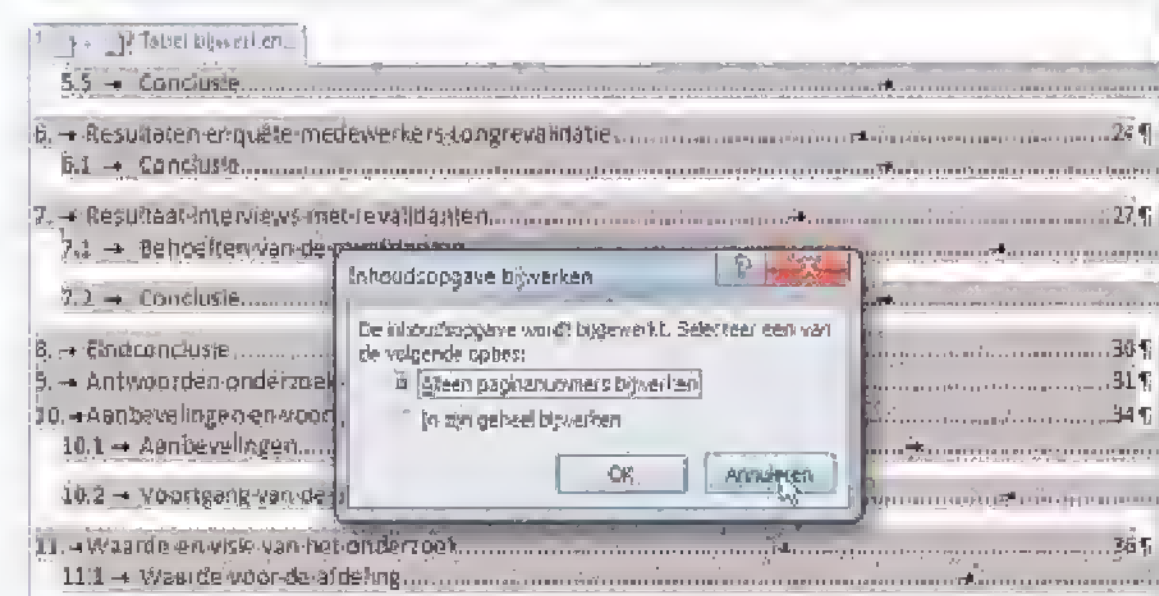 Tabel bijwerken...
5.5 → Conclusie
6. → Resultaten·enquête·medewerkers·Longrevalidatie 24¶
6.1 → Conclusie
7. → Resultaat·interviews·met·revalidanten 27¶
7.1 → Behoeften·van·de·revalidanten
7.2 → Conclusie
8. → Eindconclusie 30¶
9. → Antwoorden·onderzoek 31¶
10. → Aanbevelingen·en·voort 34¶
10.1 → Aanbevelingen
10.2 → Voortgang·van·de
11. → Waarde·en·visie·van·het·onderzoek 36¶
11.1 → Waarde·voor·de·afdeling
Inhoudsopgave bijwerken
De inhoudsopgave wordt bijgewerkt. Selecteer een van
de volgende opties:
Alleen paginanummers bijwerken
In zijn geheel bijwerken
OK Annuleren